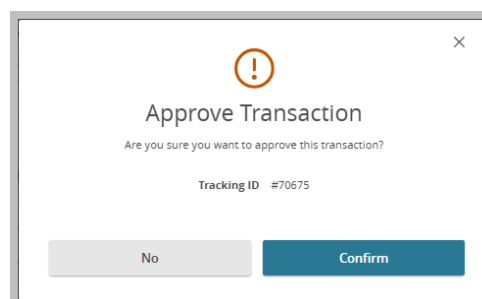 Approve Transaction
Are you sure you want to approve this transaction?
Tracking ID #70675
No Confirm